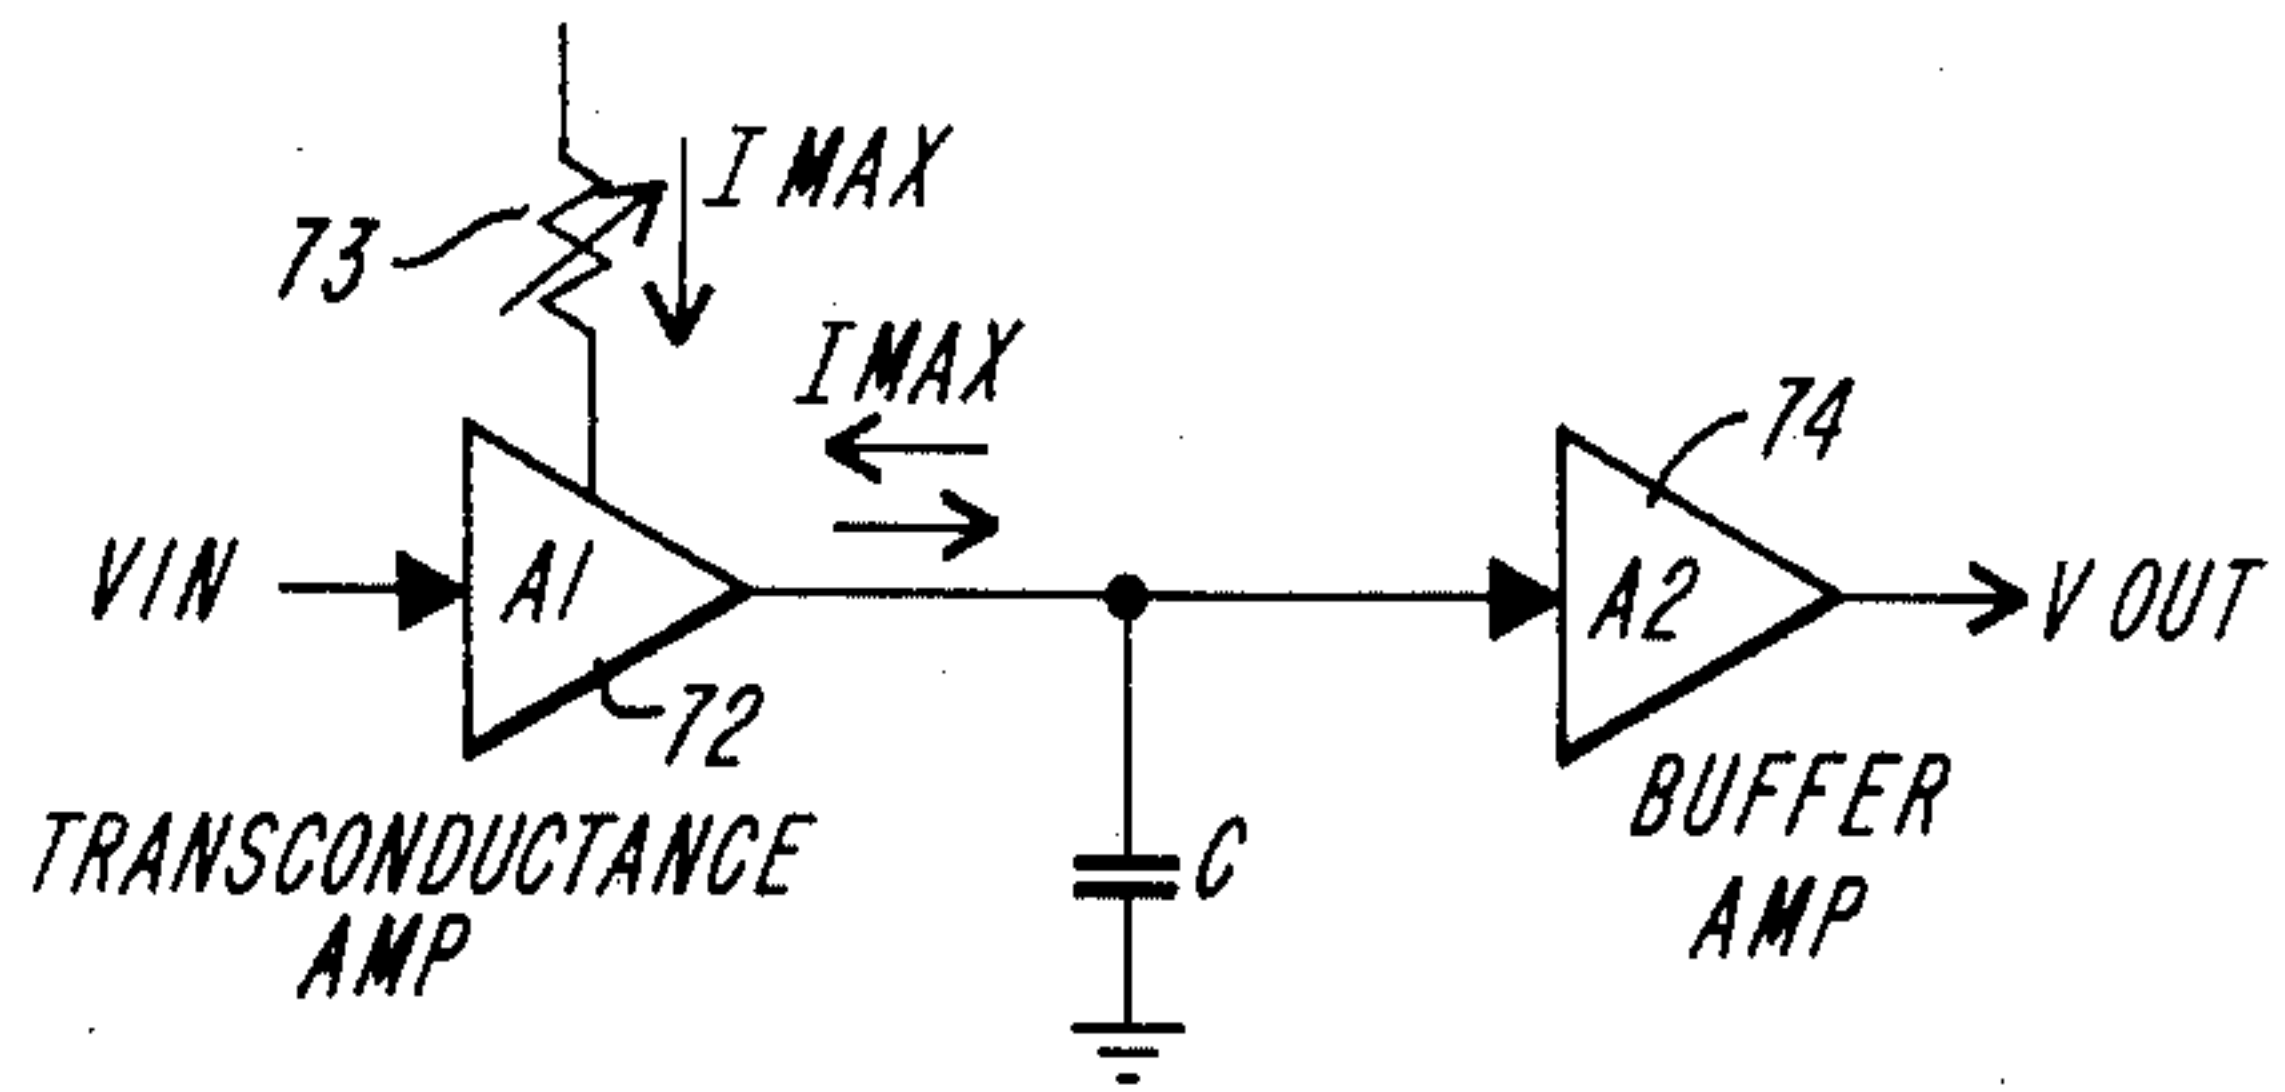 I MAX
73
I MAX
74
VIN
A1
A2
V OUT
72
TRANSCONDUCTANCE
AMP
C
BUFFER
AMP